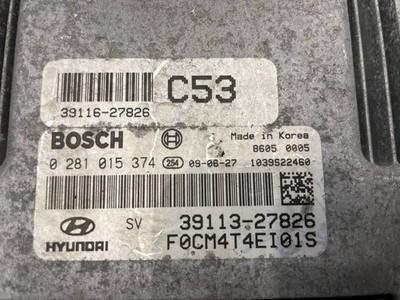 C53
39116-27826
BOSCH
Made in Korea
8605 0005
0 281 015 374 254 09-06-27 1039S22460
HYUNDAI SV 39113-27826
F0CM4T4EI01S